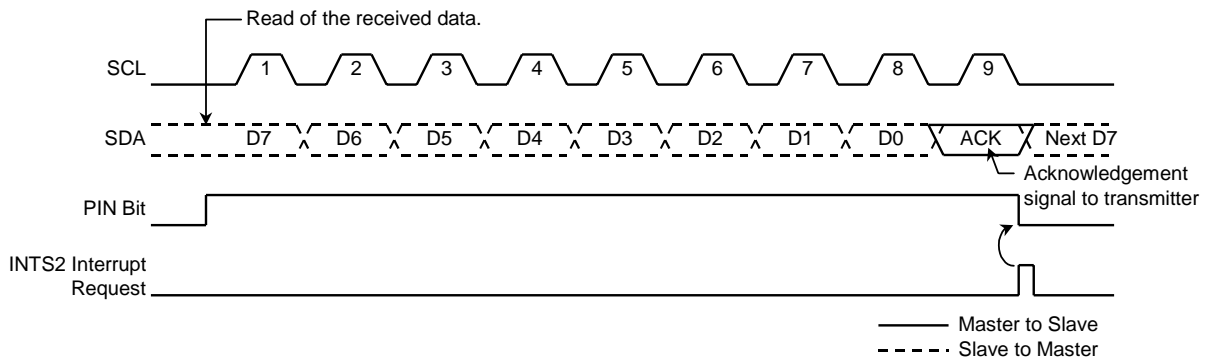 Read of the received data.
SCL 1 2 3 4 5 6 7 8 9
SDA D7 D6 D5 D4 D3 D2 D1 D0 ACK Next D7
Acknowledgement
signal to transmitter
PIN Bit
INTS2 Interrupt
Request
Master to Slave
Slave to Master